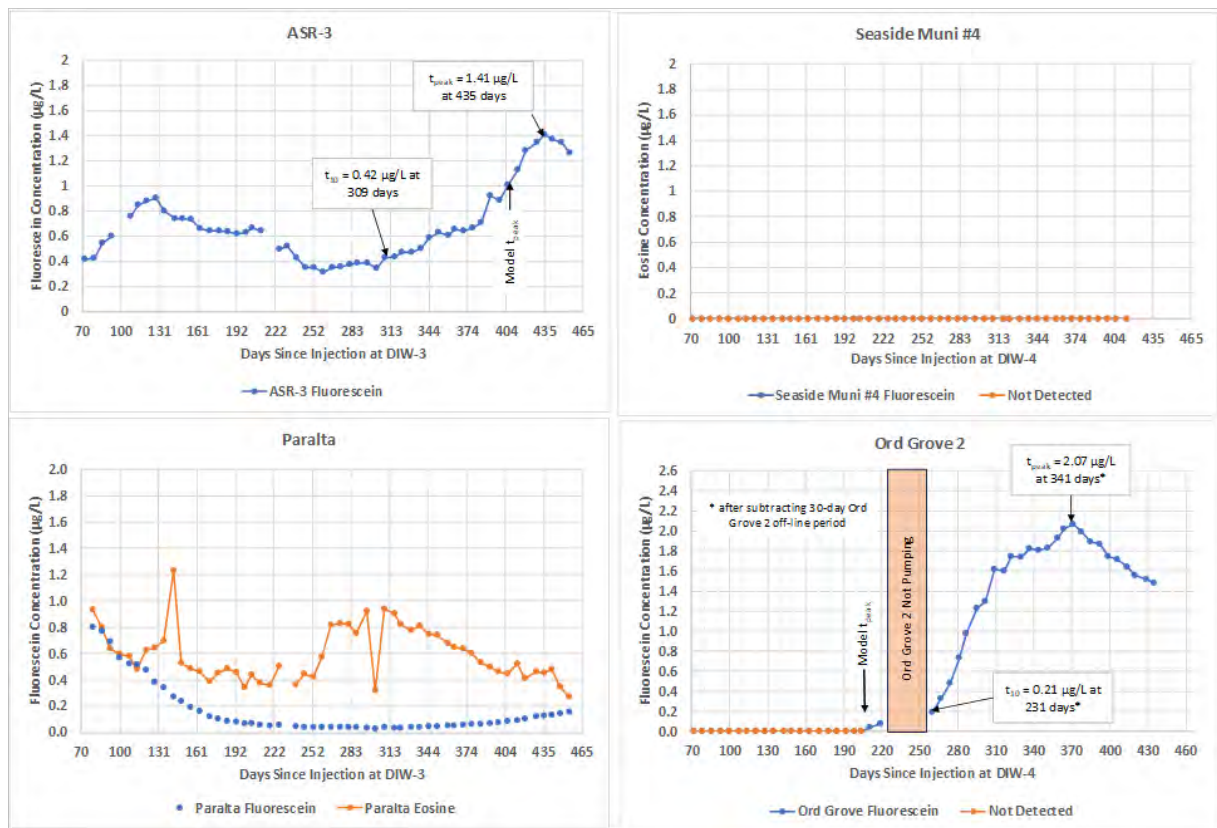 ASR-3
Fluorescein Concentration (µg/L)
2
1.8
1.6
1.4
1.2
1
0.8
0.6
0.4
0.2
0
t10 = 0.42 µg/L at
309 days
tpeak = 1.41 µg/L
at 435 days
Model tpeak
70 100 131 161 192 222 252 283 313 344 374 404 435 465
Days Since Injection at DIW-3
ASR-3 Fluorescein
Seaside Muni #4
Eosine Concentration (µg/L)
2
1.8
1.6
1.4
1.2
1
0.8
0.6
0.4
0.2
0
70 100 131 161 192 222 252 283 313 344 374 404 435 465
Days Since Injection at DIW-4
Seaside Muni #4 Fluorescein Not Detected
Paralta
Fluorescein Concentration (µg/L)
2.0
1.8
1.6
1.4
1.2
1.0
0.8
0.6
0.4
0.2
0.0
70 100 131 161 192 222 252 283 313 344 374 404 435 465
Days Since Injection at DIW-3
Paralta Fluorescein Paralta Eosine
Ord Grove 2
Fluorescein Concentration (µg/L)
2.6
2.4
2.2
2.0
1.8
1.6
1.4
1.2
1.0
0.8
0.6
0.4
0.2
0.0
* after subtracting 30-day Ord
Grove 2 off-line period
Model tpeak
Ord Grove 2 Not Pumping
tpeak = 2.07 µg/L
at 341 days*
t10 = 0.21 µg/L at
231 days*
70 100 130 160 190 220 250 280 310 340 370 400 430 460
Days Since Injection at DIW-4
Ord Grove Fluorescein Not Detected